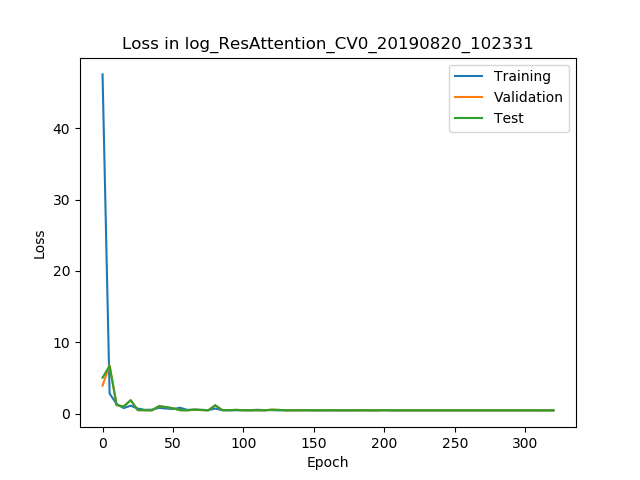 Loss in log_ResAttention_CV0_20190820_102331
Training
Validation
Test
40
30
20
10
0
Loss
0 50 100 150 200 250 300
Epoch